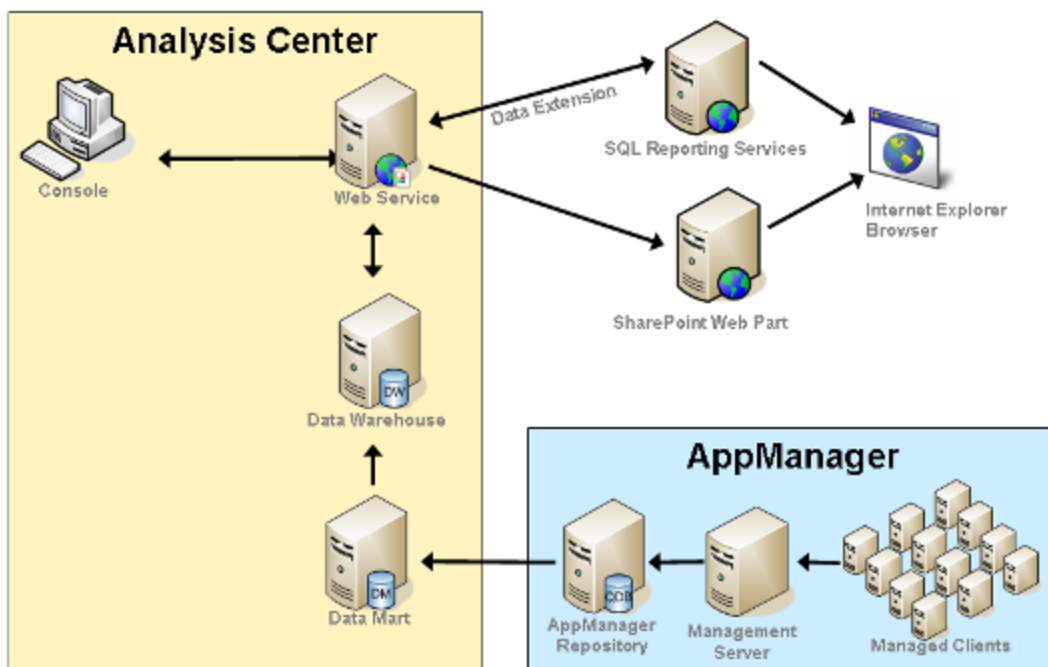 Analysis Center
Console
Web Service
Data Extension
SQL Reporting Services
Internet Explorer
Browser
SharePoint Web Part
DW
Data Warehouse
DM
Data Mart
AppManager
QDB
AppManager
Repository
Management
Server
Managed Clients